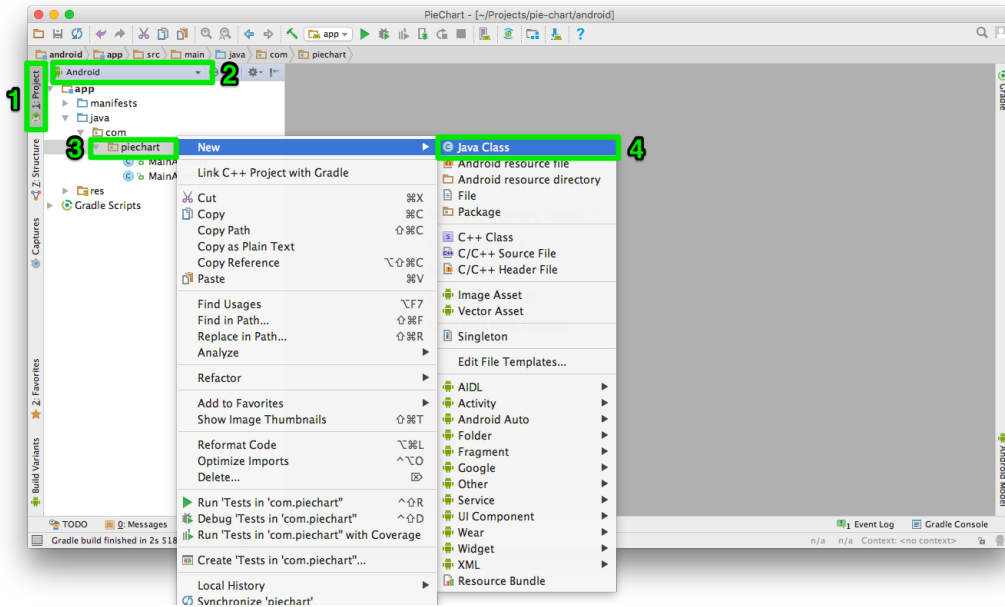 PieChart - [~/Projects/pie-chart/android]
app
android app src main java com piechart
1: Project
Android
1
2
app
manifests
java
com
3
piechart
MainA
MainA
res
Gradle Scripts
Z: Structure
Captures
2: Favorites
Build Variants
New
Link C++ Project with Gradle
Cut ⌘X
Copy ⌘C
Copy Path ⇧⌘C
Copy as Plain Text
Copy Reference ⌥⇧⌘C
Paste ⌘V
Find Usages ⌥F7
Find in Path... ⇧⌘F
Replace in Path... ⇧⌘R
Analyze
Refactor
Add to Favorites
Show Image Thumbnails ⇧⌘T
Reformat Code ⌥⌘L
Optimize Imports ^⌥O
Delete... ⌦
Run 'Tests in 'com.piechart'' ^⇧R
Debug 'Tests in 'com.piechart'' ^⇧D
Run 'Tests in 'com.piechart'' with Coverage
Create 'Tests in 'com.piechart''...
Local History
Synchronize 'piechart'
Java Class
4
Android resource file
Android resource directory
File
Package
C++ Class
C/C++ Source File
C/C++ Header File
Image Asset
Vector Asset
Singleton
Edit File Templates...
AIDL
Activity
Android Auto
Folder
Fragment
Google
Other
Service
UI Component
Wear
Widget
XML
Resource Bundle
Gradle
Android Model
TODO
0: Messages
1 Event Log
Gradle Console
Gradle build finished in 2s 518
n/a n/a Context: <no context>